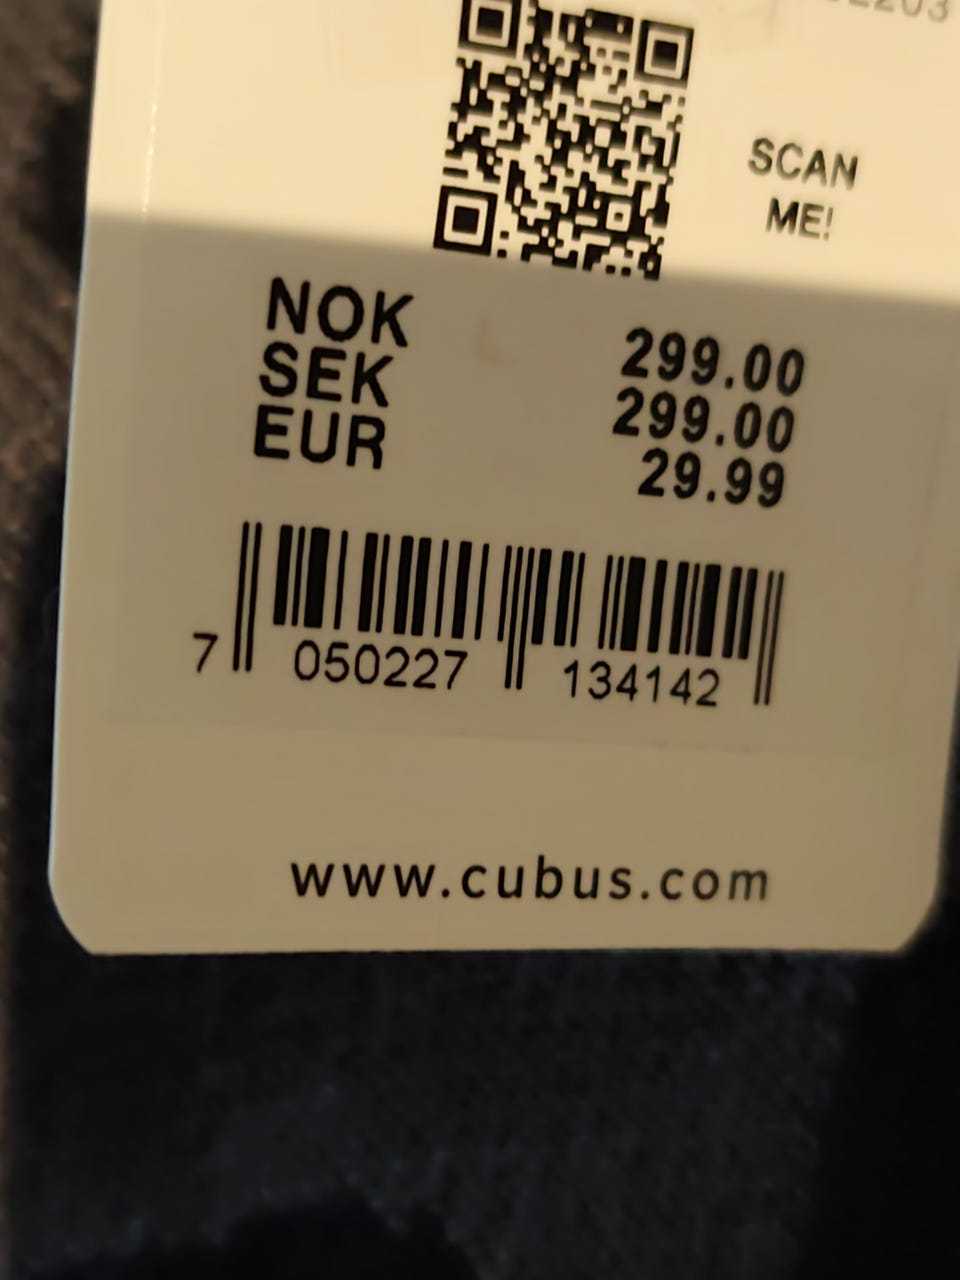 SCAN
ME!
NOK 299.00
SEK 299.00
EUR 29.99
7 050227 134142
www.cubus.com